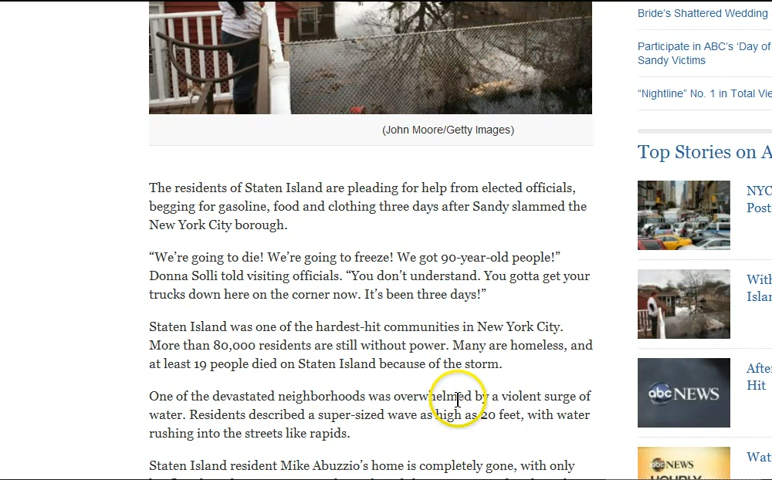 Bride's Shattered Wedding
Participate in ABC's 'Day of
Sandy Victims
"Nightline" No. 1 in Total
(John Moore/Getty Images)
Top Stories on
The residents of Staten Island are pleading for help from elected officials,
begging for gasoline, food and clothing three days after Sandy slammed the
New York City borough.
“We’re going to die! We’re going to freeze! We got 90-year-old people!”
Donna Solli told visiting officials. “You don’t understand. You gotta get your
trucks down here on the corner now. It’s been three days!”
Staten Island was one of the hardest-hit communities in New York City.
More than 80,000 residents are still without power. Many are homeless, and
at least 19 people died on Staten Island because of the storm.
One of the devastated neighborhoods was overwhelmed by a violent surge of
water. Residents described a super-sized wave as high as 20 feet, with water
rushing into the streets like rapids.
Staten Island resident Mike Abuzzio’s home is completely gone, with only
NYC
Post
With
Islan
After
Hit
abc NEWS
Wat
abc NEWS